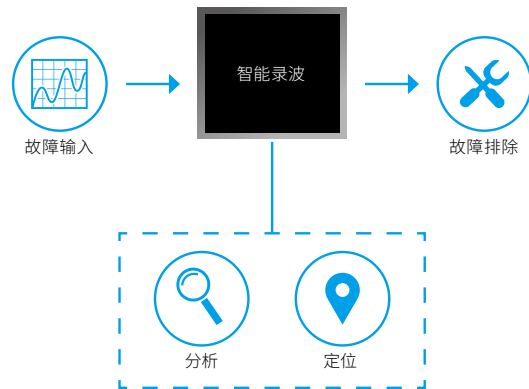 智能录波
故障输入
故障排除
分析
定位